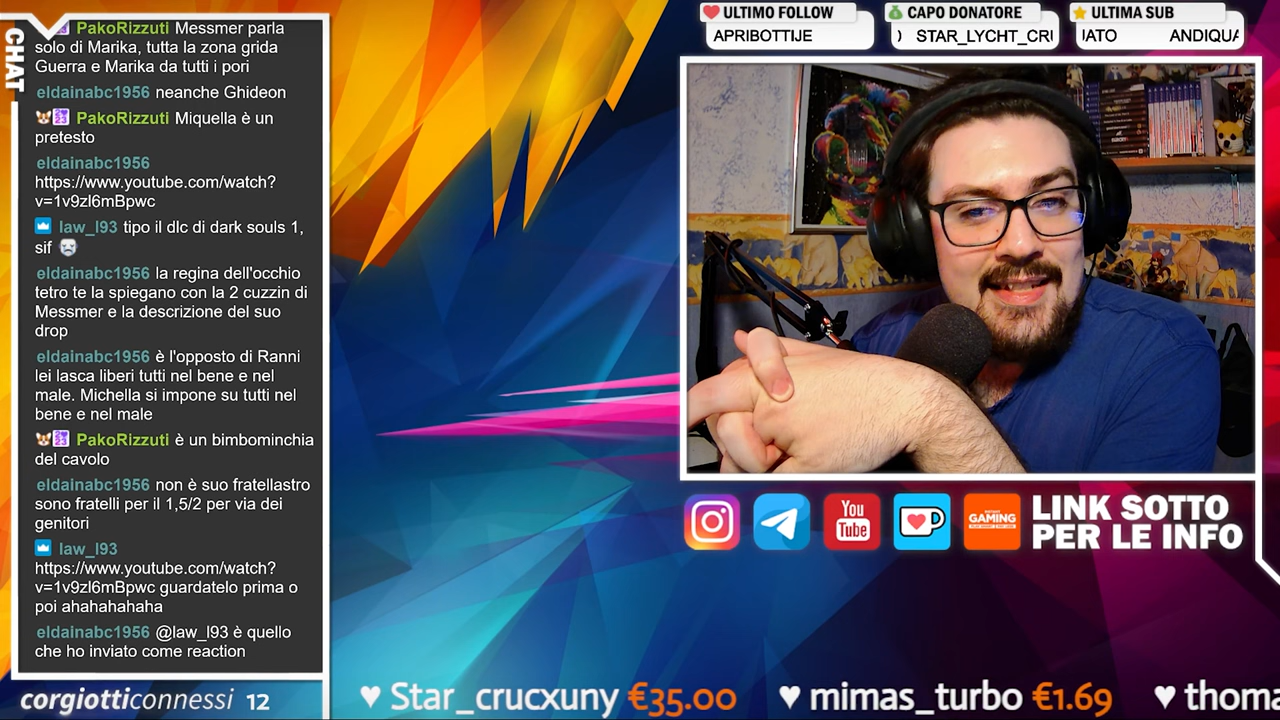 CHAT
PakoRizzuti Messmer parla
solo di Marika, tutta la zona grida
Guerra e Marika da tutti i pori
eldainabc1956 neanche Ghideon
PakoRizzuti Miquella è un
pretesto
eldainabc1956
https://www.youtube.com/watch?
v=1v9zl6mBpwc
law_l93 tipo il dlc di dark souls 1,
sif
eldainabc1956 la regina dell'occhio
tetro te la spiegano con la 2 cuzzin di
Messmer e la descrizione del suo
drop
eldainabc1956 è l'opposto di Ranni
lei lasca liberi tutti nel bene e nel
male. Michella si impone su tutti nel
bene e nel male
PakoRizzuti è un bimbominchia
del cavolo
eldainabc1956 non è suo fratellastro
sono fratelli per il 1,5/2 per via dei
genitori
law_l93
https://www.youtube.com/watch?
v=1v9zl6mBpwc guardatelo prima o
poi ahahahahaha
eldainabc1956 @law_l93 è quello
che ho inviato come reaction
corgiotticonnessi 12
ULTIMO FOLLOW
APRIBOTTIJE
CAPO DONATORE
) STAR_LYCHT_CRU
ULTIMA SUB
IATO ANDIQUA
You
Tube
GAMING
LINK SOTTO
PER LE INFO
♥ Star_crucxuny €35.00 ♥ mimas_turbo €1.69 ♥ thoma